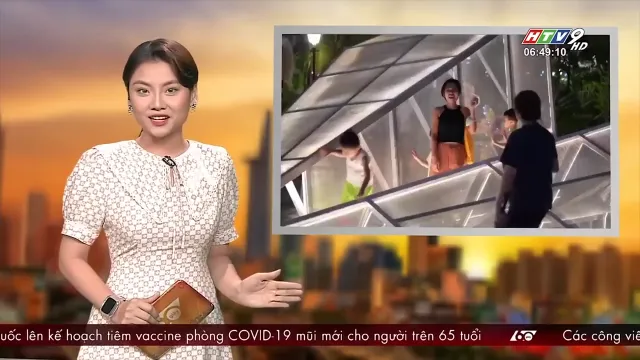 HTV9 HD
06:49:10
uốc lên kế hoạch tiêm vaccine phòng COVID-19 mũi mới cho người trên 65 tuổi
Các công viê